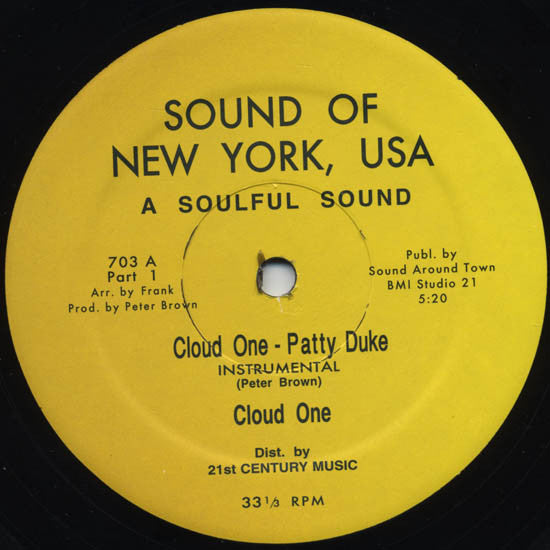 SOUND OF
NEW YORK, USA
A SOULFUL SOUND
703 A
Part 1
Arr. by Frank
Prod. by Peter Brown
Publ. by
Sound Around Town
BMI Studio 21
5:20
Cloud One - Patty Duke
INSTRUMENTAL
(Peter Brown)
Cloud One
Dist. by
21st CENTURY MUSIC
33 1/3 RPM